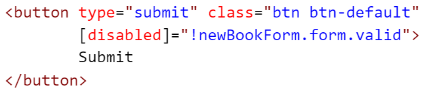 <button type="submit" class="btn btn-default"
[disabled]="!newBookForm.form.valid">
Submit
</button>